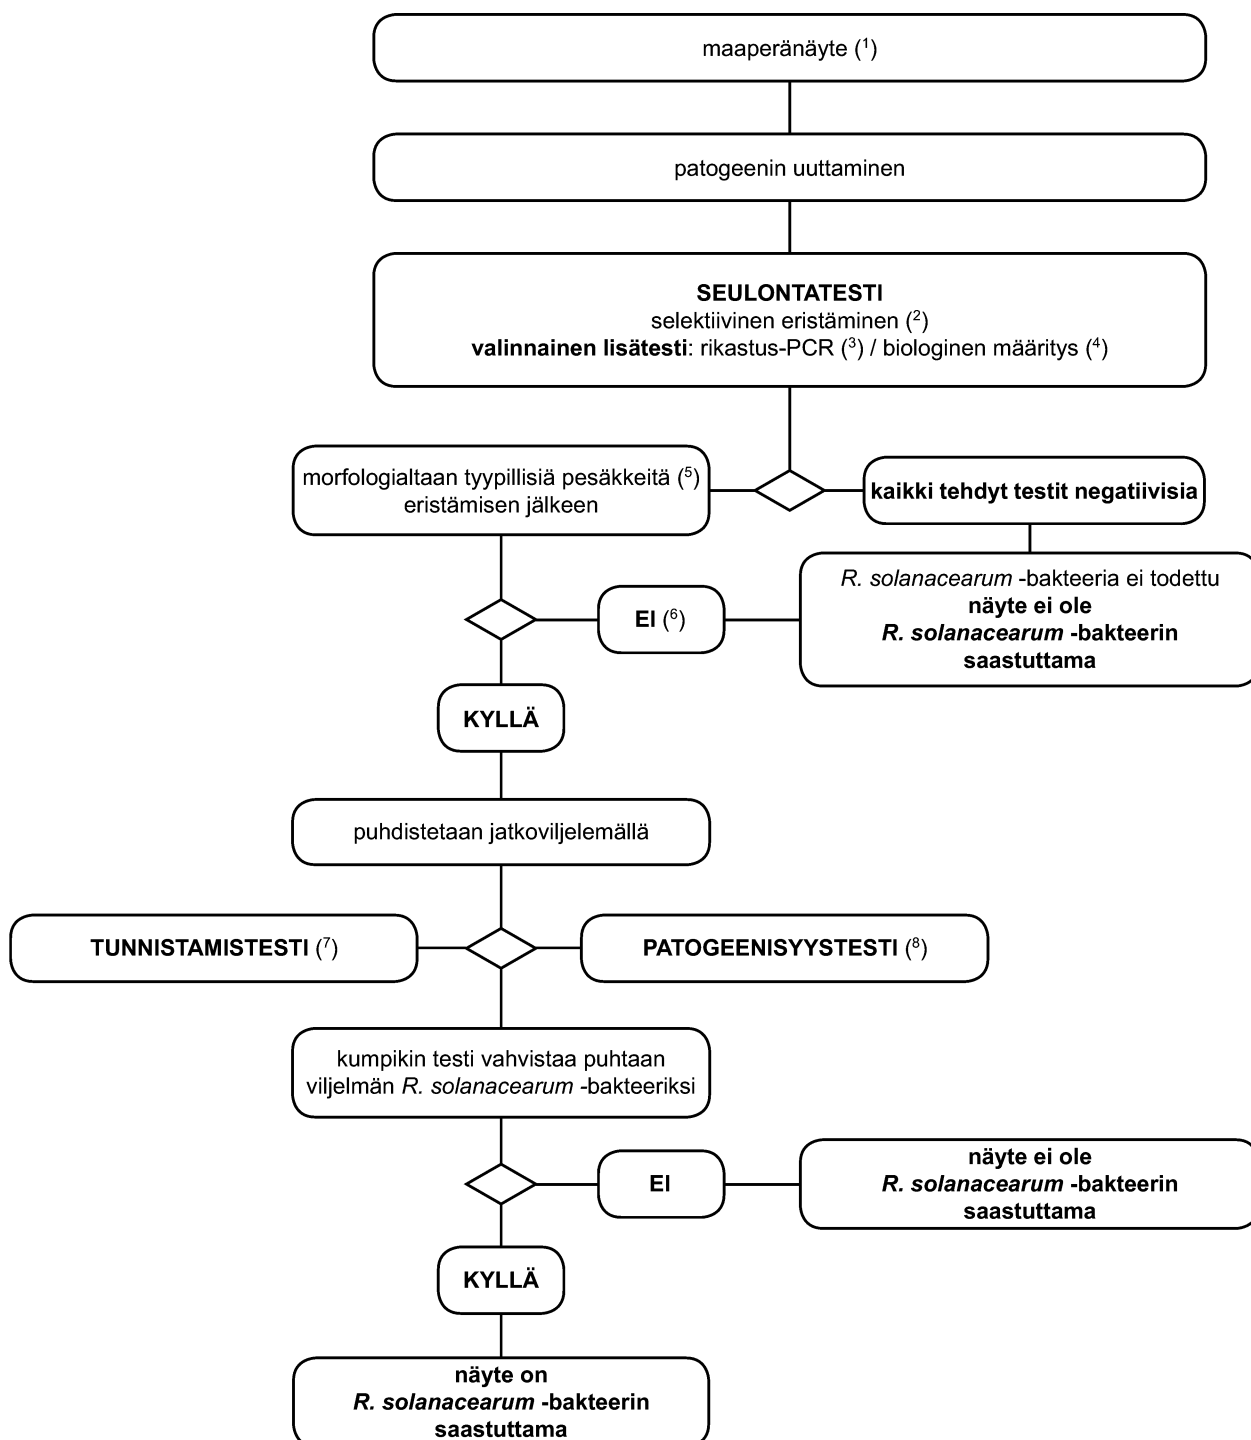 maaperänäyte (¹)
patogeenin uuttaminen
SEULONTATESTI
selektiivinen eristäminen (²)
valinnainen lisätesti: rikastus-PCR (³) / biologinen määritys (⁴)
morfologialtaan tyypillisiä pesäkkeitä (⁵)
eristämisen jälkeen
kaikki tehdyt testit negatiivisia
EI (⁶)
R. solanacearum -bakteeria ei todettu
näyte ei ole
R. solanacearum -bakteerin
saastuttama
KYLLÄ
puhdistetaan jatkoviljelemällä
TUNNISTAMISTESTI (⁷)
PATOGEENISYYSTESTI (⁸)
kumpikin testi vahvistaa puhtaan
viljelmän R. solanacearum -bakteeriksi
EI
näyte ei ole
R. solanacearum -bakteerin
saastuttama
KYLLÄ
näyte on
R. solanacearum -bakteerin
saastuttama